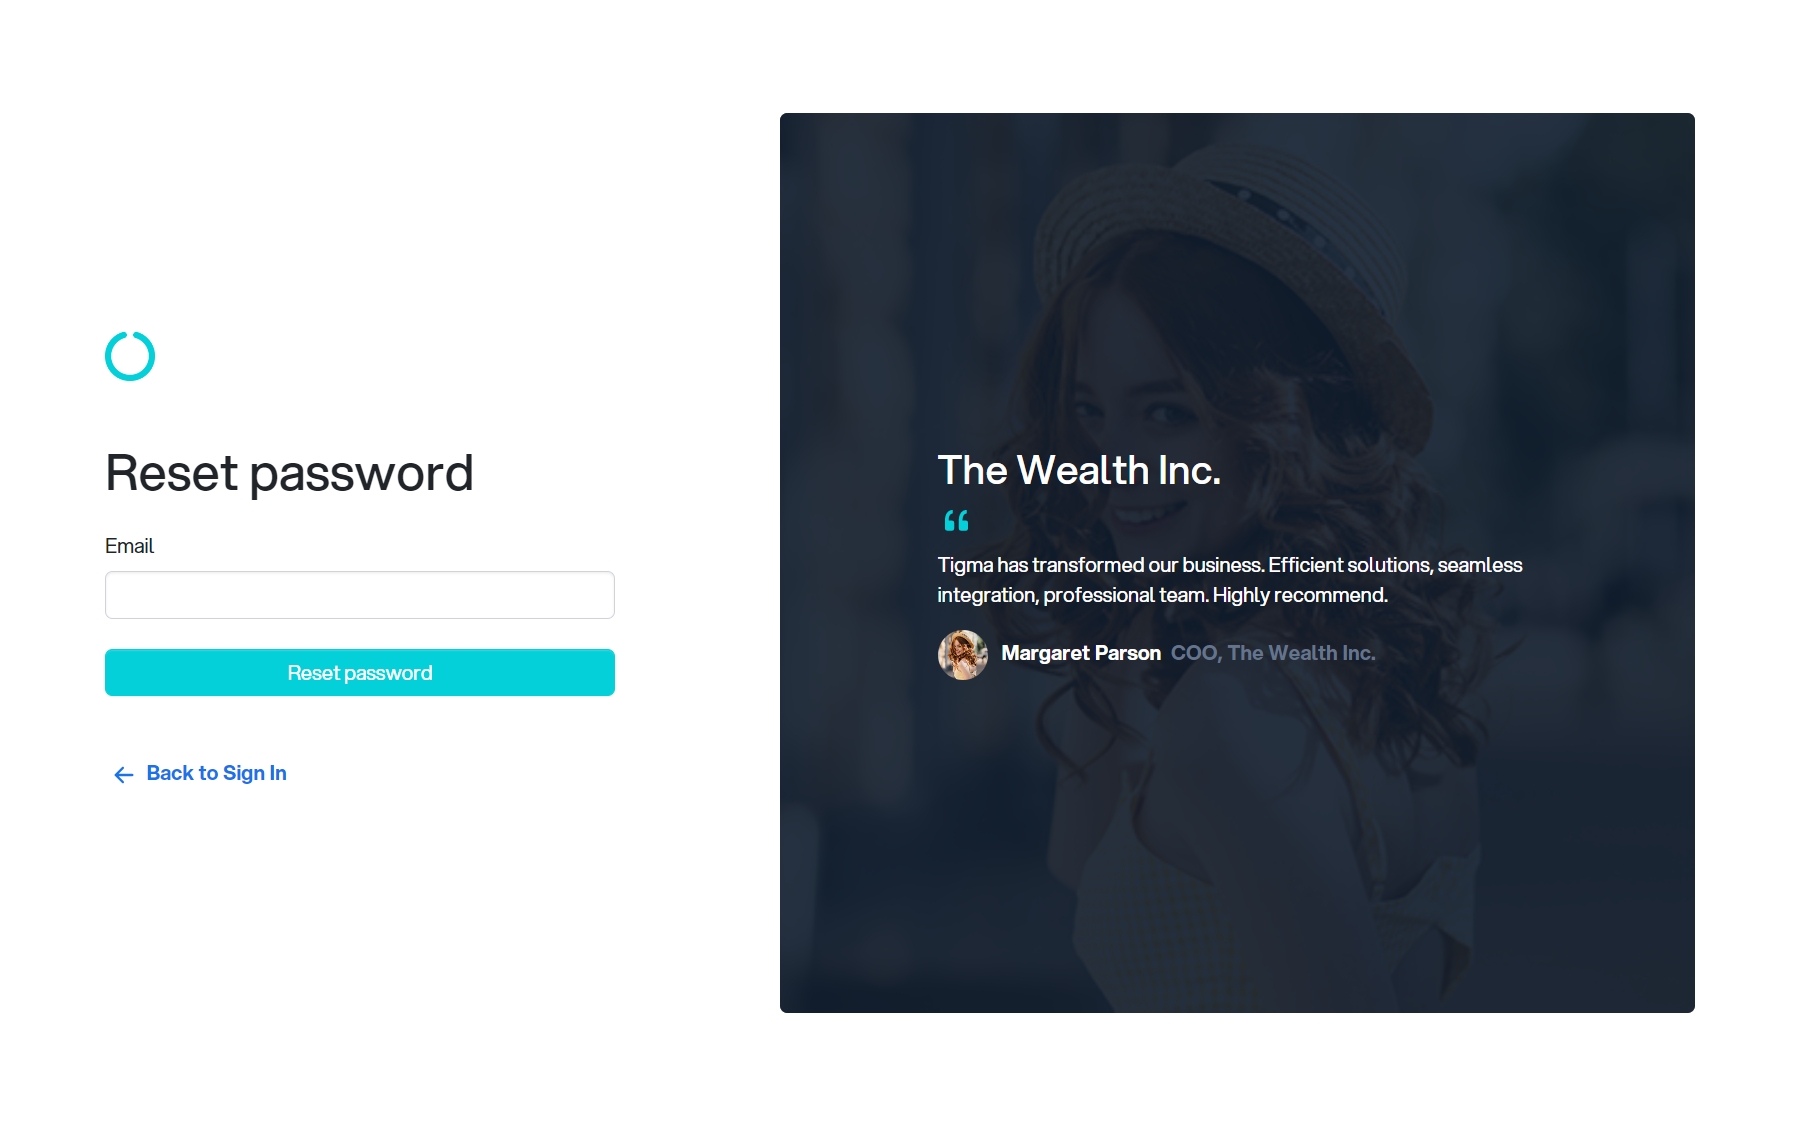 Reset password
Email
Reset password
Back to Sign In
The Wealth Inc.
“
Tigma has transformed our business. Efficient solutions, seamless
integration, professional team. Highly recommend.
Margaret Parson COO, The Wealth Inc.